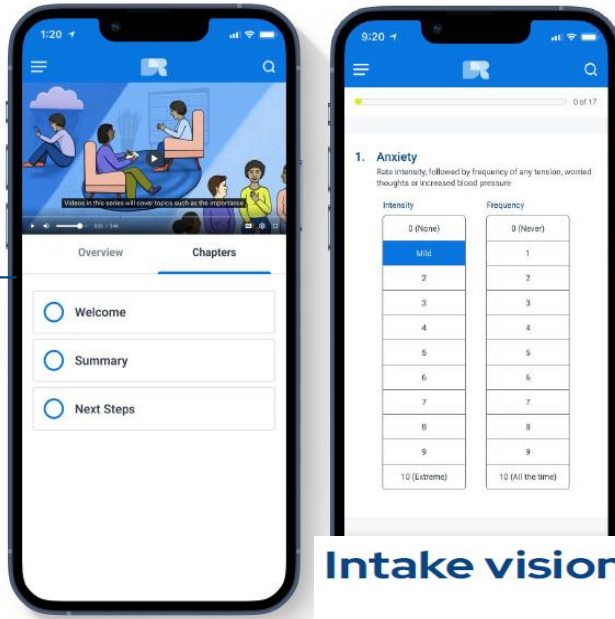 1:20
Videos in this series will cover topics such as the importance
Overview
Chapters
Welcome
Summary
Next Steps
9:20
0 of 17
1. Anxiety
Rate intensity, followed by frequency of any tension, worried
thoughts or increased blood pressure
Intensity
Frequency
0 (None)
0 (Never)
Mild
1
2
2
3
3
4
4
5
5
6
6
7
7
8
8
9
9
10 (Extreme)
10 (All the time)
Intake vision